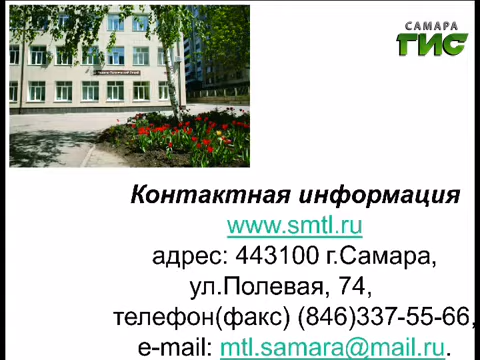 САМАРА
ГИС
Контактная информация
www.smtl.ru
адрес: 443100 г.Самара,
ул.Полевая, 74,
телефон(факс) (846)337-55-66,
e-mail: mtl.samara@mail.ru.